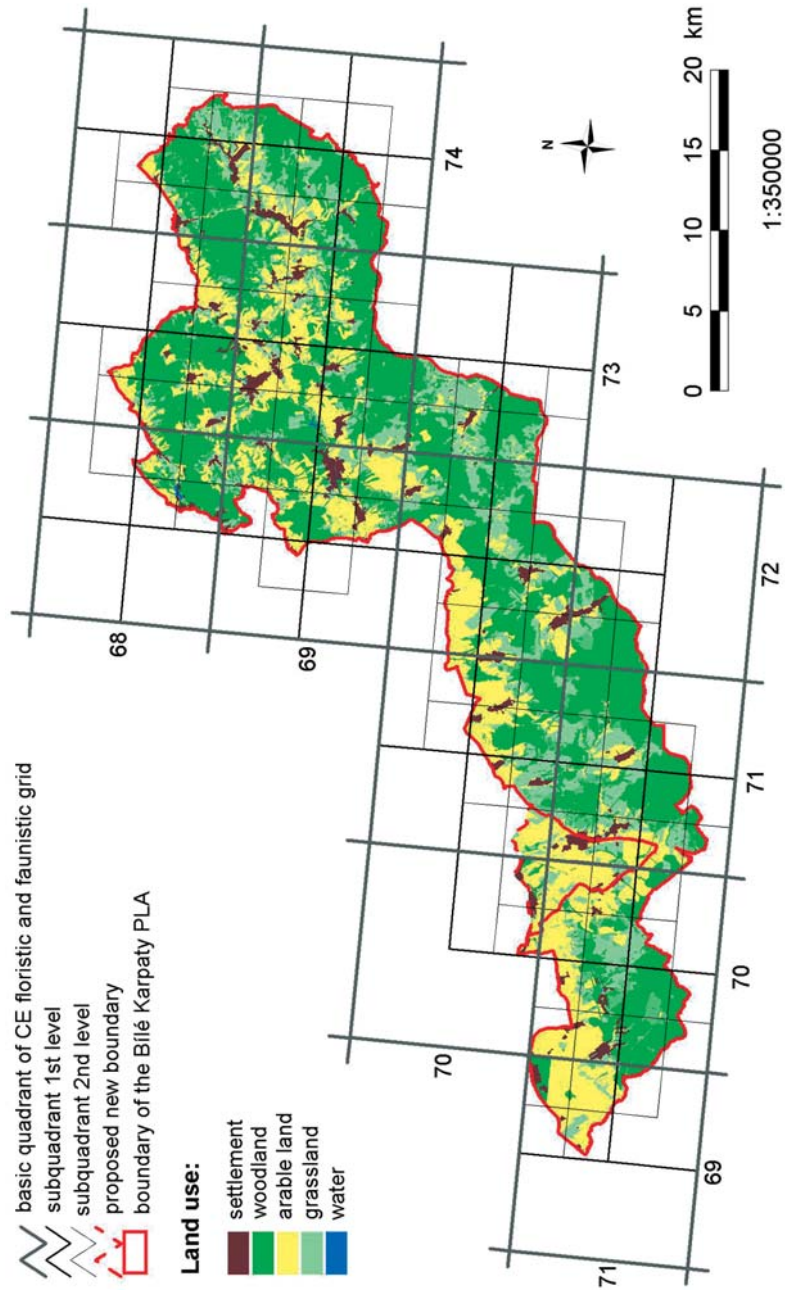 basic quadrant of CE floristic and faunistic grid
subquadrant 1st level
subquadrant 2nd level
proposed new boundary
boundary of the Bílé Karpaty PLA
Land use:
settlement
woodland
arable land
grassland
water
68
69
70
71
69
70
71
72
73
74
N
0 5 10 15 20 km
1:350000